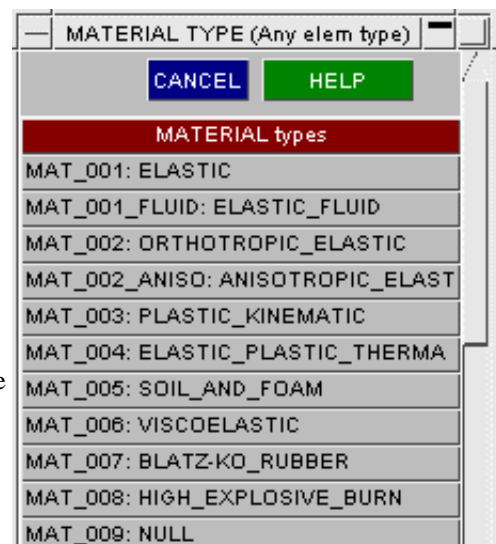 MATERIAL TYPE (Any elem type)
CANCEL HELP
MATERIAL types
MAT_001: ELASTIC
MAT_001_FLUID: ELASTIC_FLUID
MAT_002: ORTHOTROPIC_ELASTIC
MAT_002_ANISO: ANISOTROPIC_ELAST
MAT_003: PLASTIC_KINEMATIC
MAT_004: ELASTIC_PLASTIC_THERMA
e
MAT_005: SOIL_AND_FOAM
MAT_006: VISCOELASTIC
MAT_007: BLATZ-KO_RUBBER
MAT_008: HIGH_EXPLOSIVE_BURN
MAT_009: NULL